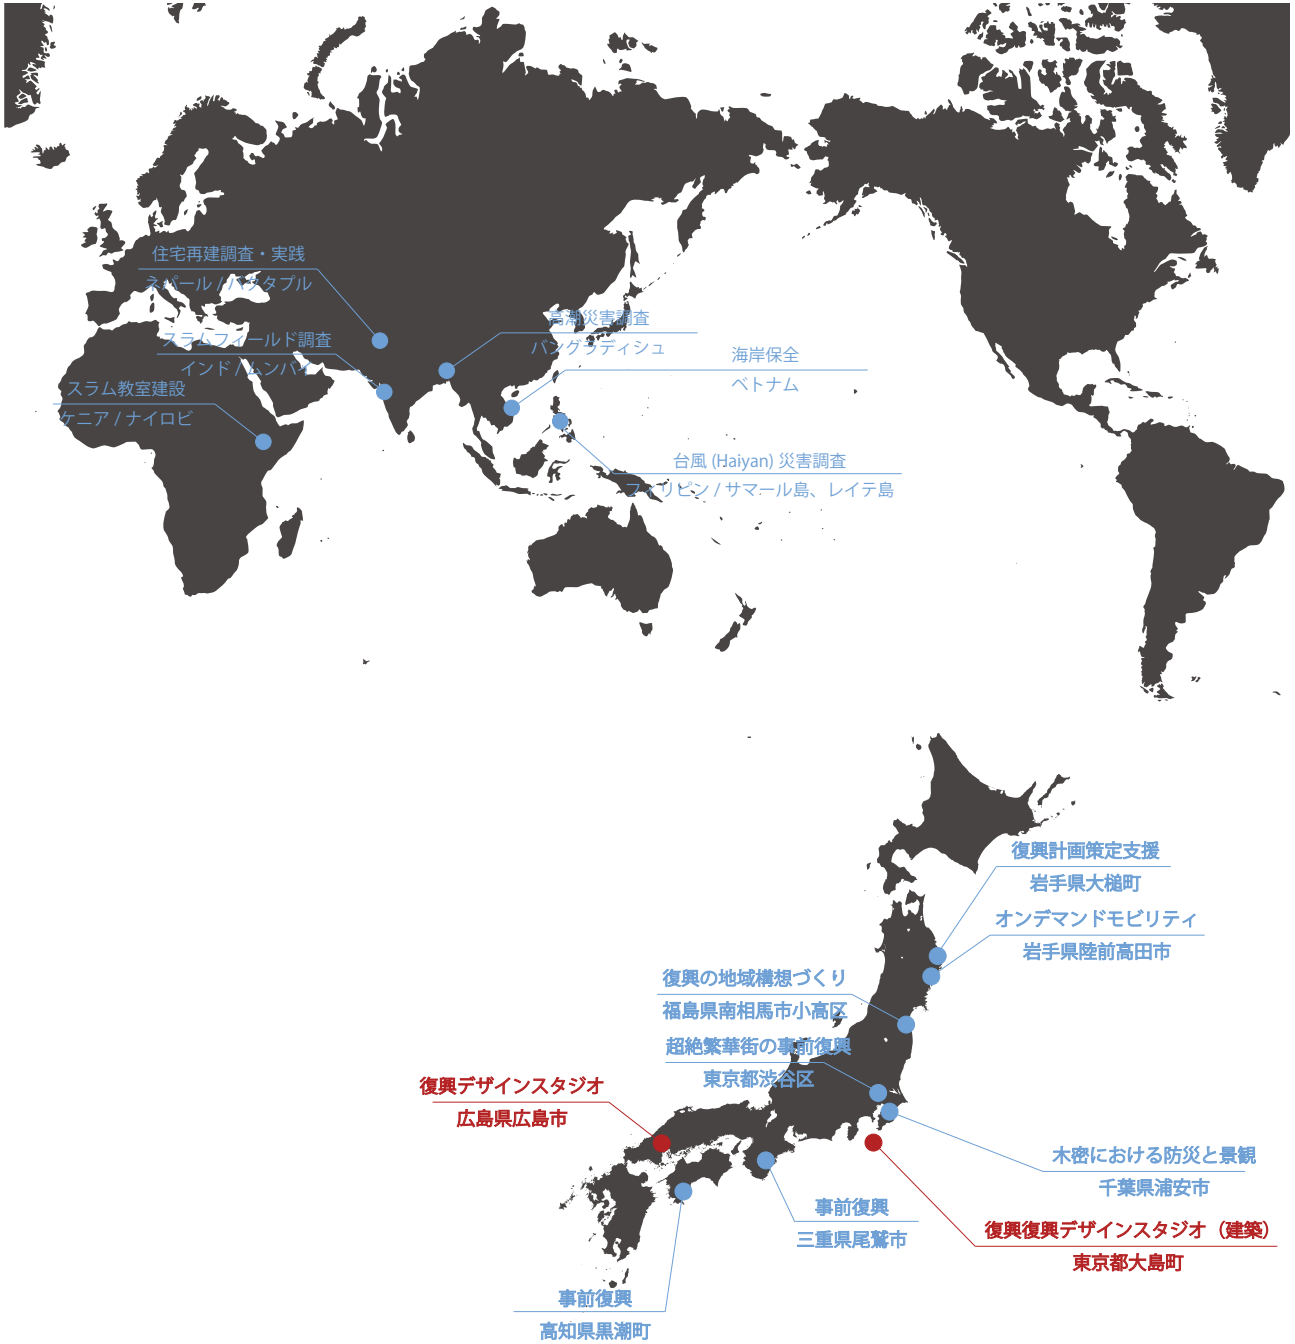 住宅再建調査・実践
ネパール / バクタプル
スラムフィールド調査
インド / ムンバイ
スラム教室建設
ケニア / ナイロビ
高潮災害調査
バングラディシュ
海岸保全
ベトナム
台風 (Haiyan) 災害調査
フィリピン / サマール島、レイテ島
復興計画策定支援
岩手県大槌町
オンデマンドモビリティ
岩手県陸前高田市
復興の地域構想づくり
福島県南相馬市小高区
超絶繁華街の事前復興
東京都渋谷区
復興デザインスタジオ
広島県広島市
木密における防災と景観
千葉県浦安市
事前復興
三重県尾鷲市
復興復興デザインスタジオ（建築）
東京都大島町
事前復興
高知県黒潮町